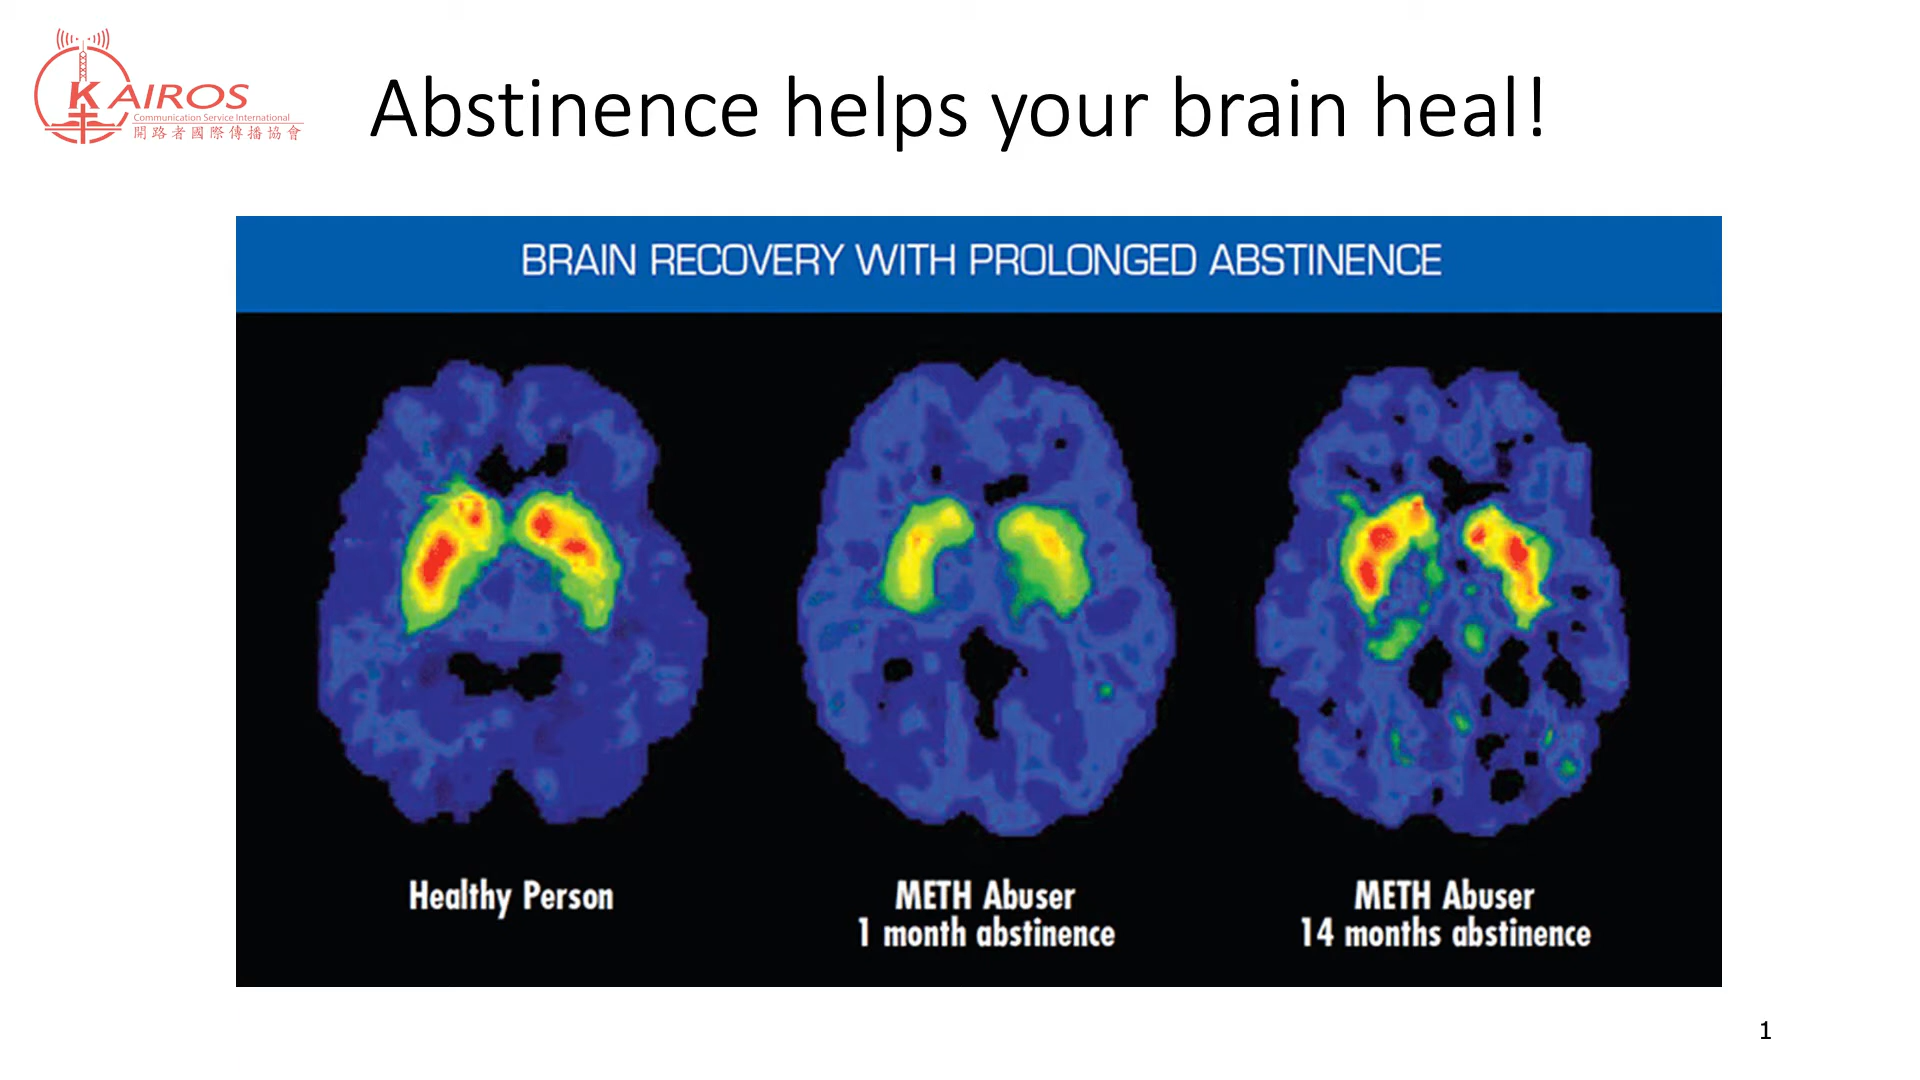 KAIROS
Communication Service International
開路者國際傳播協會
Abstinence helps your brain heal!
BRAIN RECOVERY WITH PROLONGED ABSTINENCE
Healthy Person
METH Abuser
1 month abstinence
METH Abuser
14 months abstinence
1